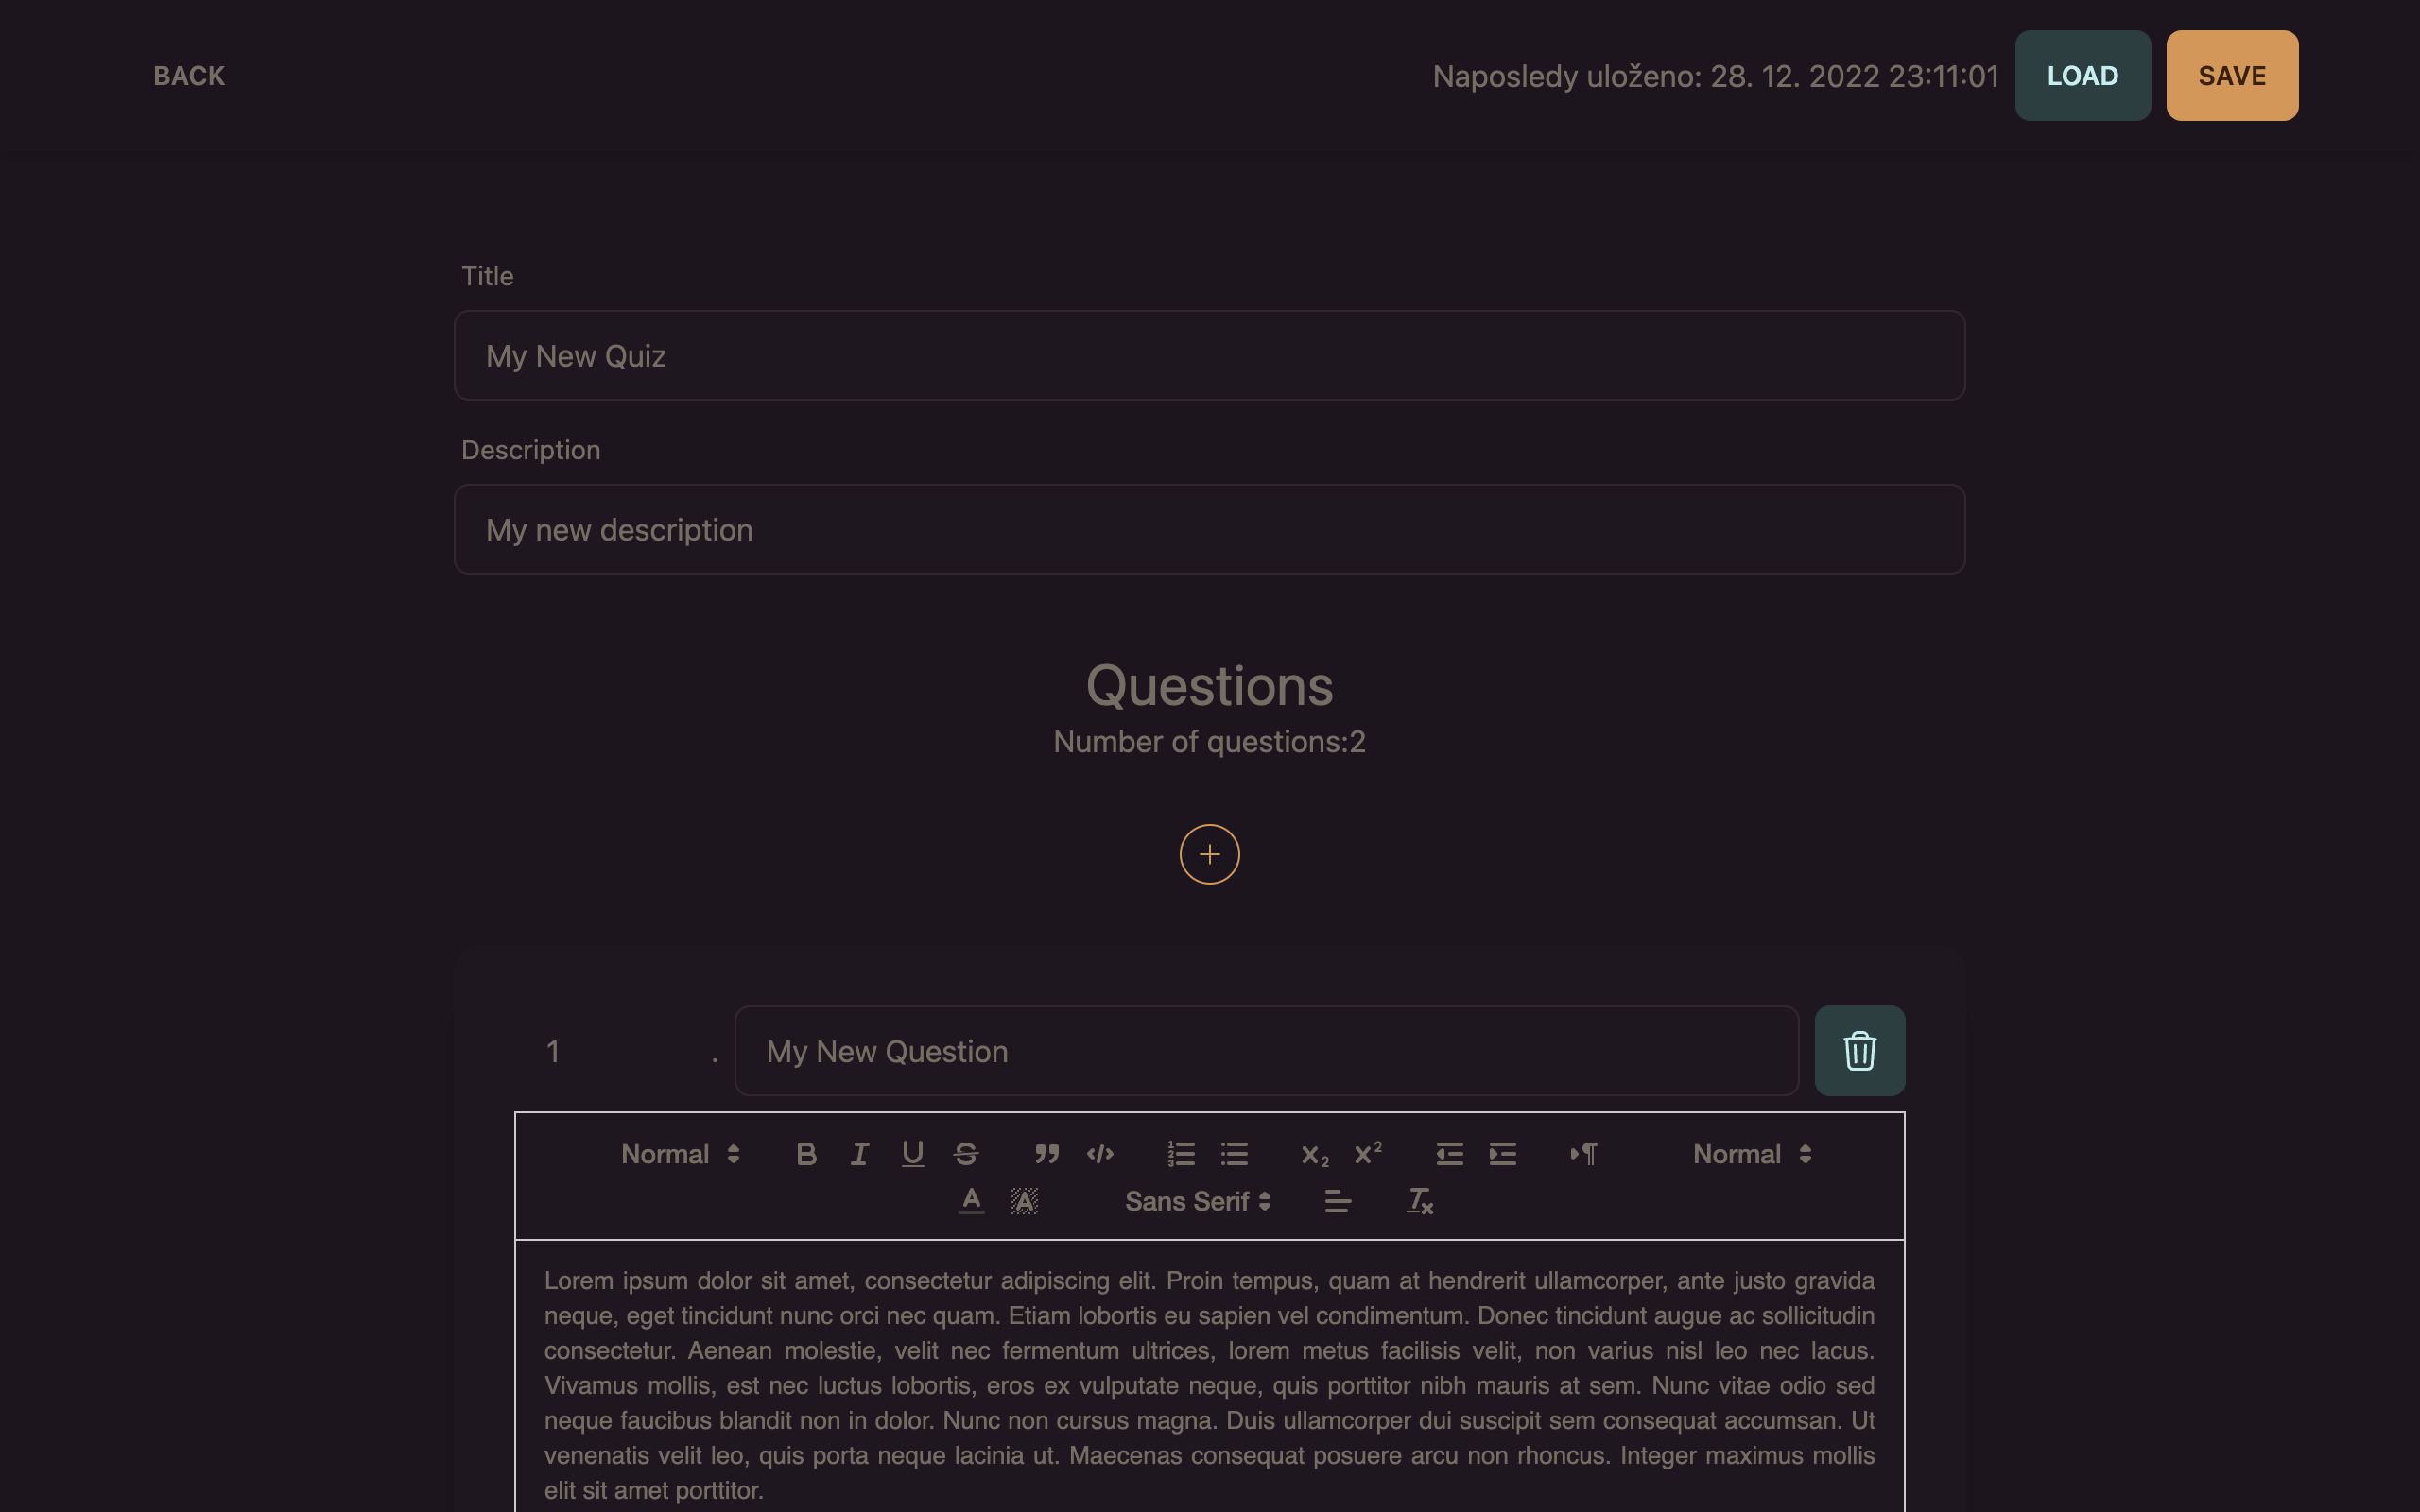 BACK
Naposledy uloženo: 28. 12. 2022 23:11:01
LOAD
SAVE
Title
My New Quiz
Description
My new description
Questions
Number of questions:2
1 .
My New Question
Normal
Normal
Sans Serif
Lorem ipsum dolor sit amet, consectetur adipiscing elit. Proin tempus, quam at hendrerit ullamcorper, ante justo gravida
neque, eget tincidunt nunc orci nec quam. Etiam lobortis eu sapien vel condimentum. Donec tincidunt augue ac sollicitudin
consectetur. Aenean molestie, velit nec fermentum ultrices, lorem metus facilisis velit, non varius nisl leo nec lacus.
Vivamus mollis, est nec luctus lobortis, eros ex vulputate neque, quis porttitor nibh mauris at sem. Nunc vitae odio sed
neque faucibus blandit non in dolor. Nunc non cursus magna. Duis ullamcorper dui suscipit sem consequat accumsan. Ut
venenatis velit leo, quis porta neque lacinia ut. Maecenas consequat posuere arcu non rhoncus. Integer maximus mollis
elit sit amet porttitor.